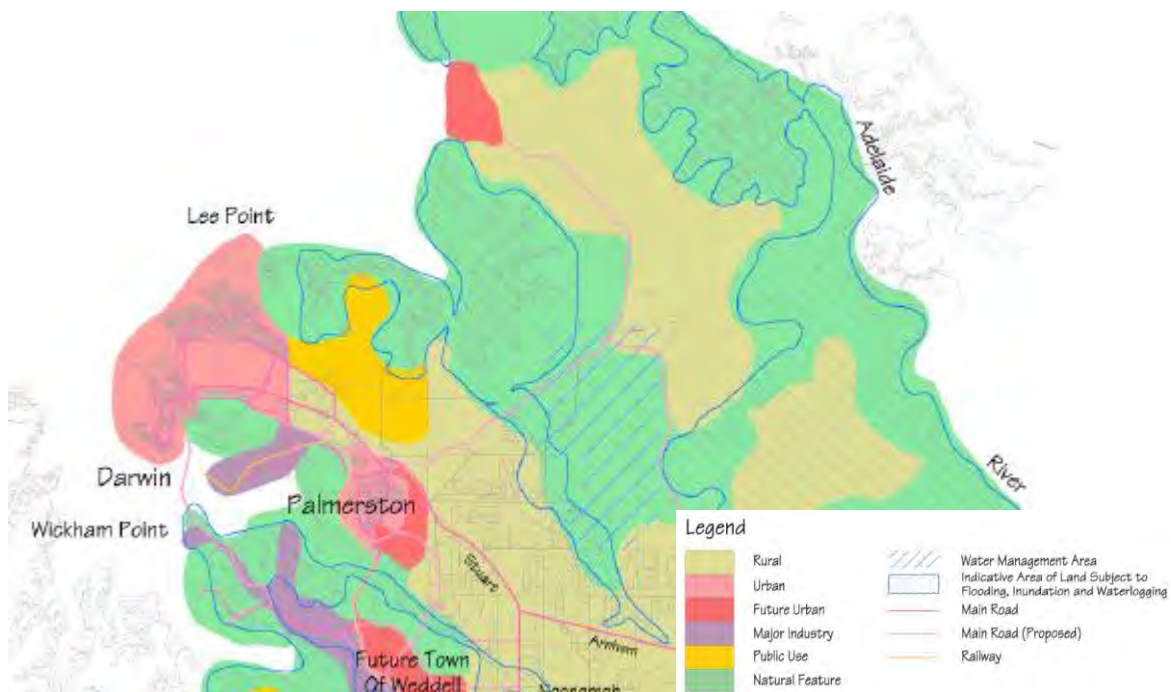 Adelaide
Lee Point
Darwin
River
Palmerston
Wickham Point
Stuart
Arnhem
Future Town
Of Weddell
Legend
Rural
Urban
Future Urban
Major Industry
Public Use
Natural Feature
Water Management Area
Indicative Area of Land Subject to
Flooding, Inundation and Waterlogging
Main Road
Main Road (Proposed)
Railway